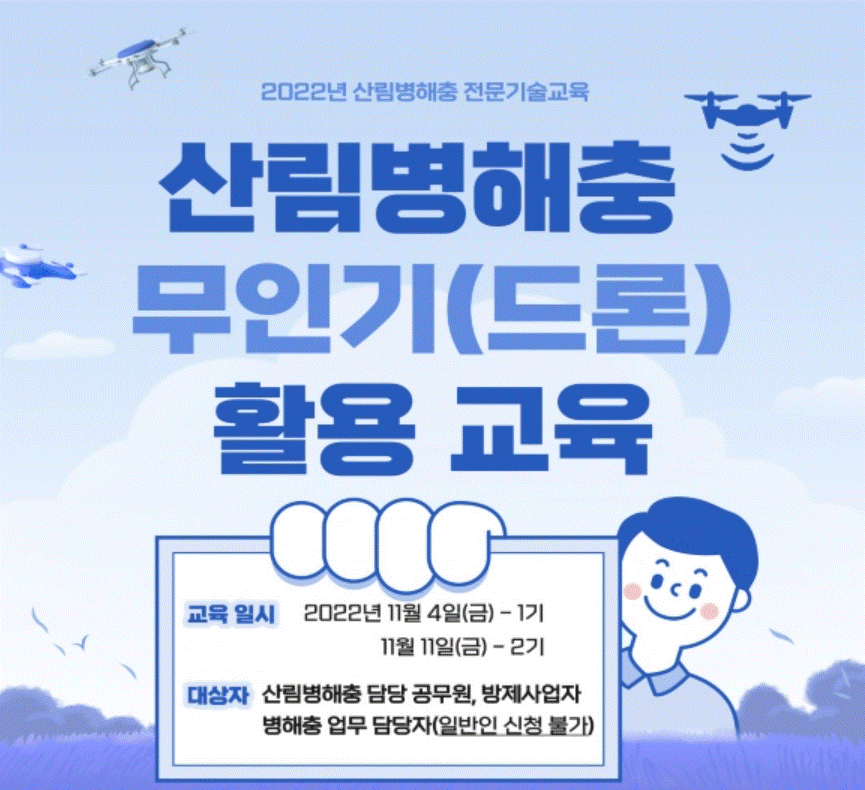 2022년 산림병해충 전문기술교육
산림병해충
무인기(드론)
활용 교육
교육 일시 2022년 11월 4일(금) - 1기
11월 11일(금) - 2기
대상자 산림병해충 담당 공무원, 방제사업자
병해충 업무 담당자(일반인 신청 불가)